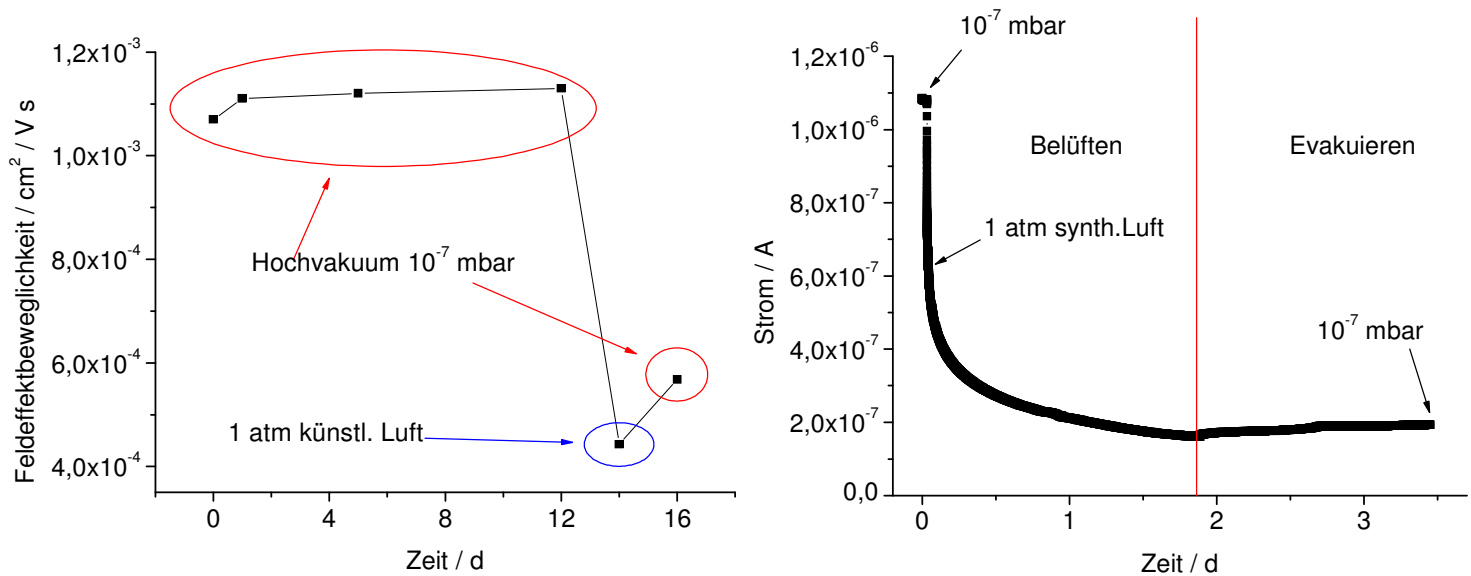 1,2x10⁻³
1,0x10⁻³
8,0x10⁻⁴
6,0x10⁻⁴
4,0x10⁻⁴
Feldeffektbeweglichkeit / cm² / V s
Hochvakuum 10⁻⁷ mbar
1 atm künstl. Luft
0 4 8 12 16
Zeit / d
10⁻⁷ mbar
1,2x10⁻⁶
1,0x10⁻⁶
8,0x10⁻⁷
6,0x10⁻⁷
4,0x10⁻⁷
2,0x10⁻⁷
0,0
Strom / A
Belüften Evakuieren
1 atm synth.Luft
10⁻⁷ mbar
0 1 2 3
Zeit / d